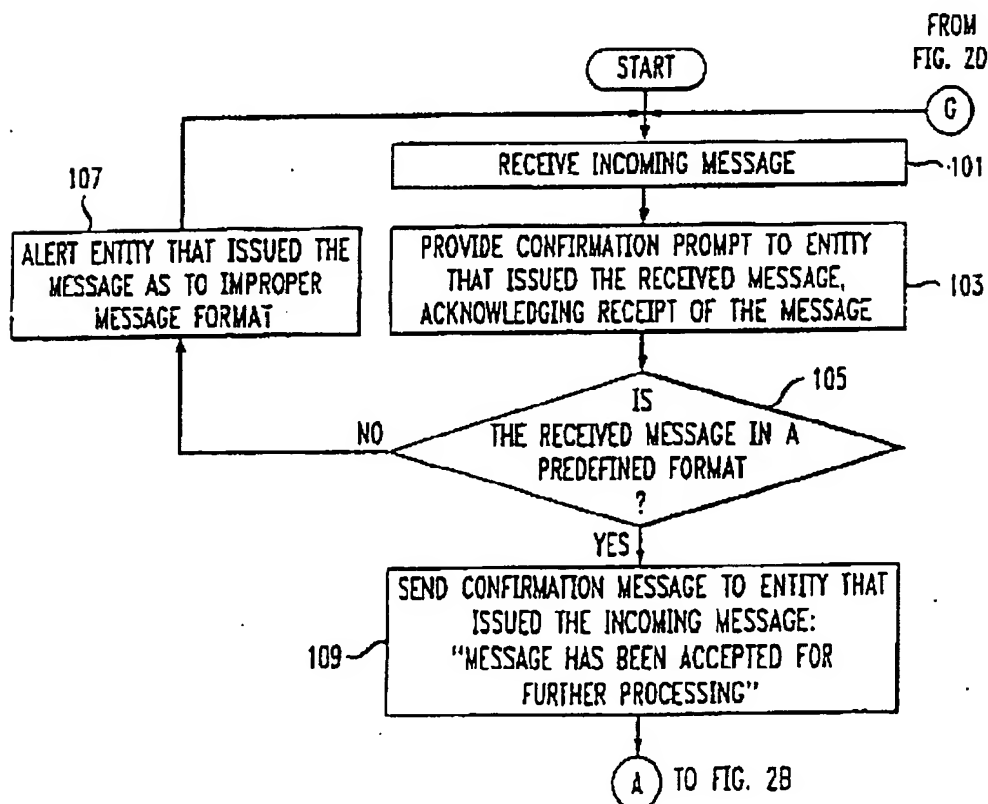 FROM
FIG. 2D
START
G
RECEIVE INCOMING MESSAGE
101
107
ALERT ENTITY THAT ISSUED THE
MESSAGE AS TO IMPROPER
MESSAGE FORMAT
PROVIDE CONFIRMATION PROMPT TO ENTITY
THAT ISSUED THE RECEIVED MESSAGE,
ACKNOWLEDGING RECEIPT OF THE MESSAGE
103
105
IS
THE RECEIVED MESSAGE IN A
PREDEFINED FORMAT
?
NO
YES
SEND CONFIRMATION MESSAGE TO ENTITY THAT
ISSUED THE INCOMING MESSAGE:
"MESSAGE HAS BEEN ACCEPTED FOR
FURTHER PROCESSING"
109
A TO FIG. 2B